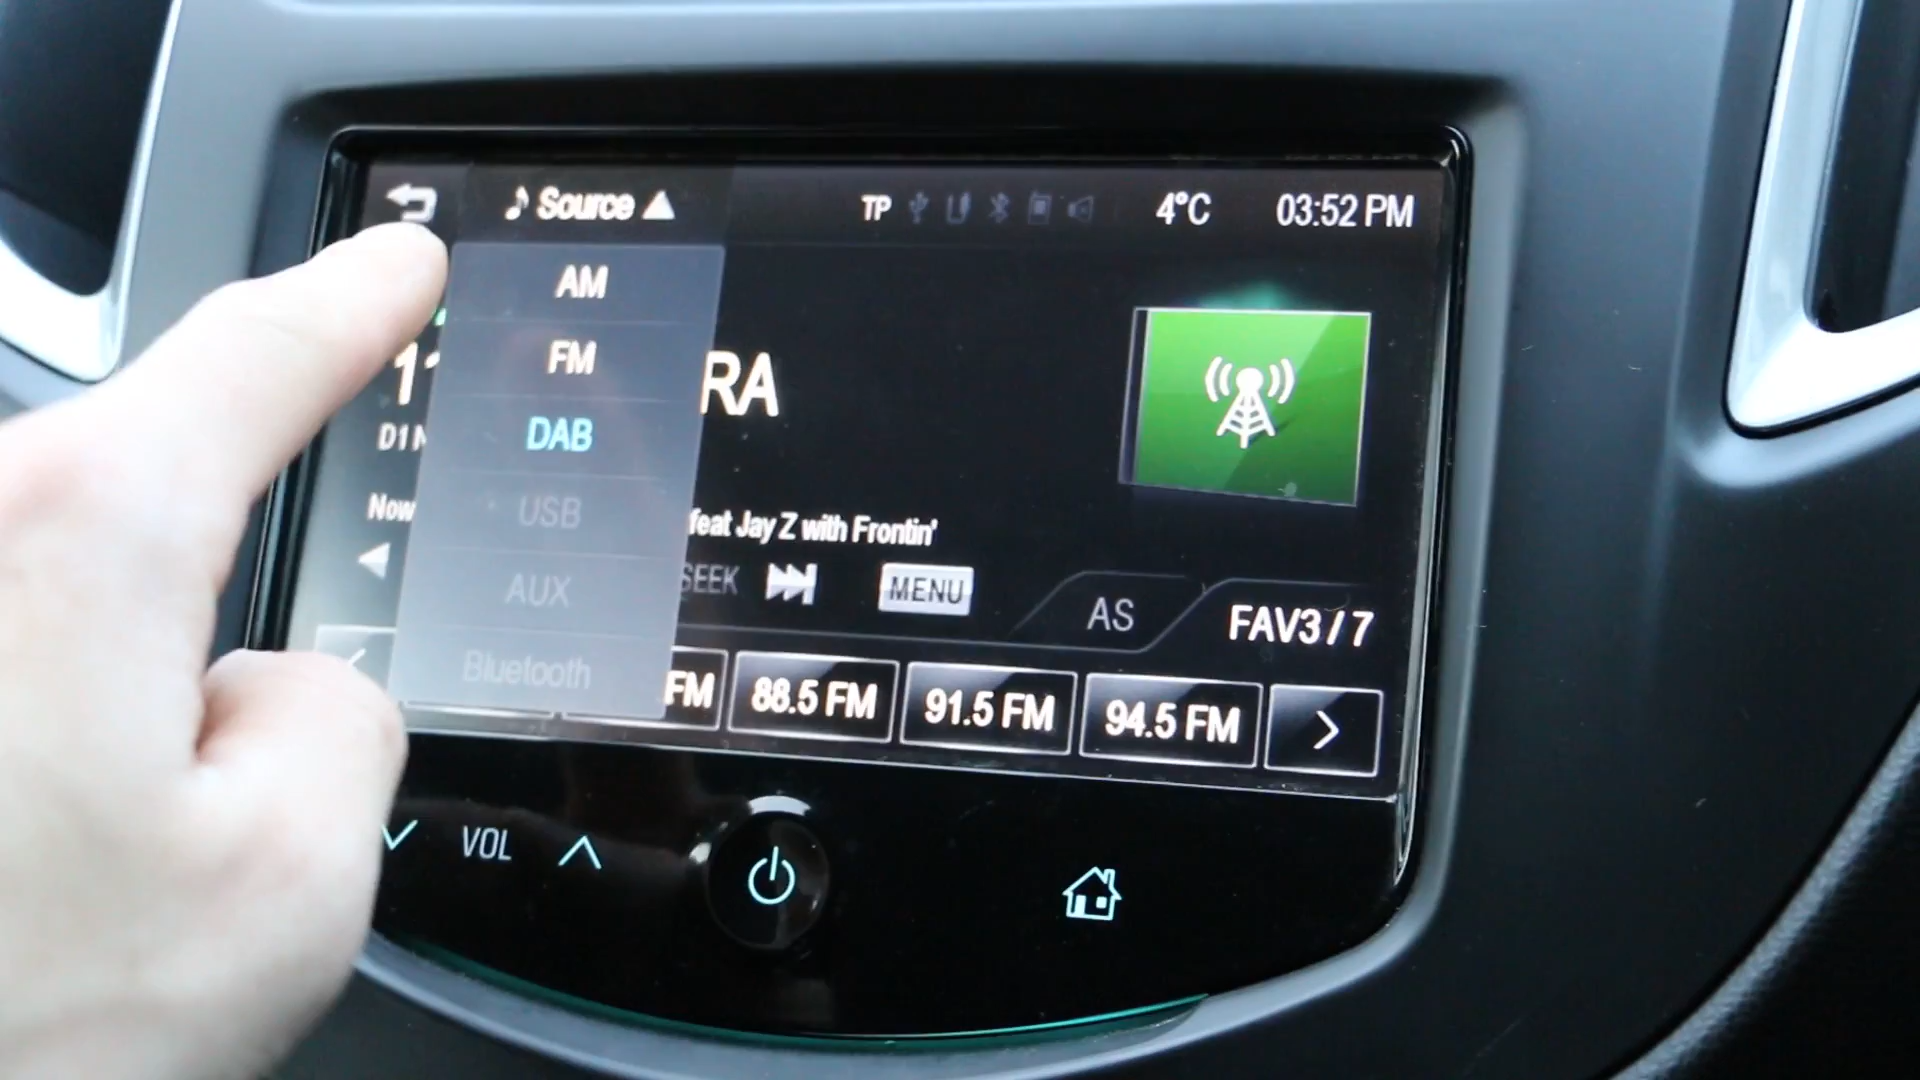 Source TP 4°C 03:52 PM
AM
FM
RA
DAB
USB
Now feat Jay Z with Frontin'
AUX SEEK MENU AS FAV3 / 7
Bluetooth
FM 88.5 FM 91.5 FM 94.5 FM
VOL